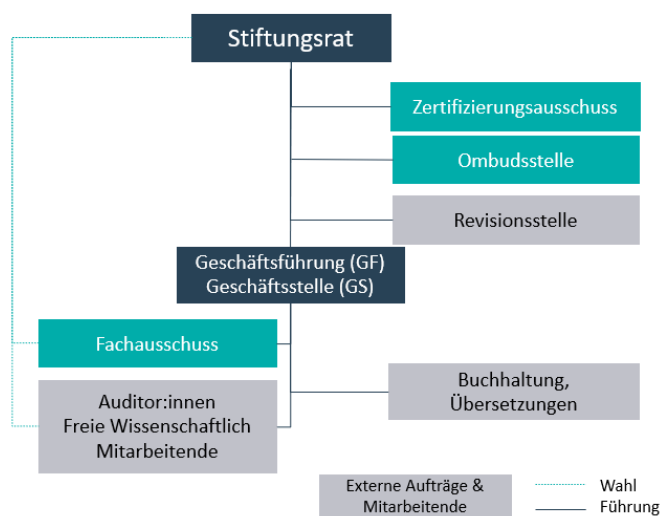 Stiftungsrat
Zertifizierungsausschuss
Ombudsstelle
Revisionsstelle
Geschäftsführung (GF)
Geschäftsstelle (GS)
Fachausschuss
Auditor:innen
Freie Wissenschaftlich
Mitarbeitende
Buchhaltung,
Übersetzungen
Externe Aufträge &
Mitarbeitende
Wahl
Führung